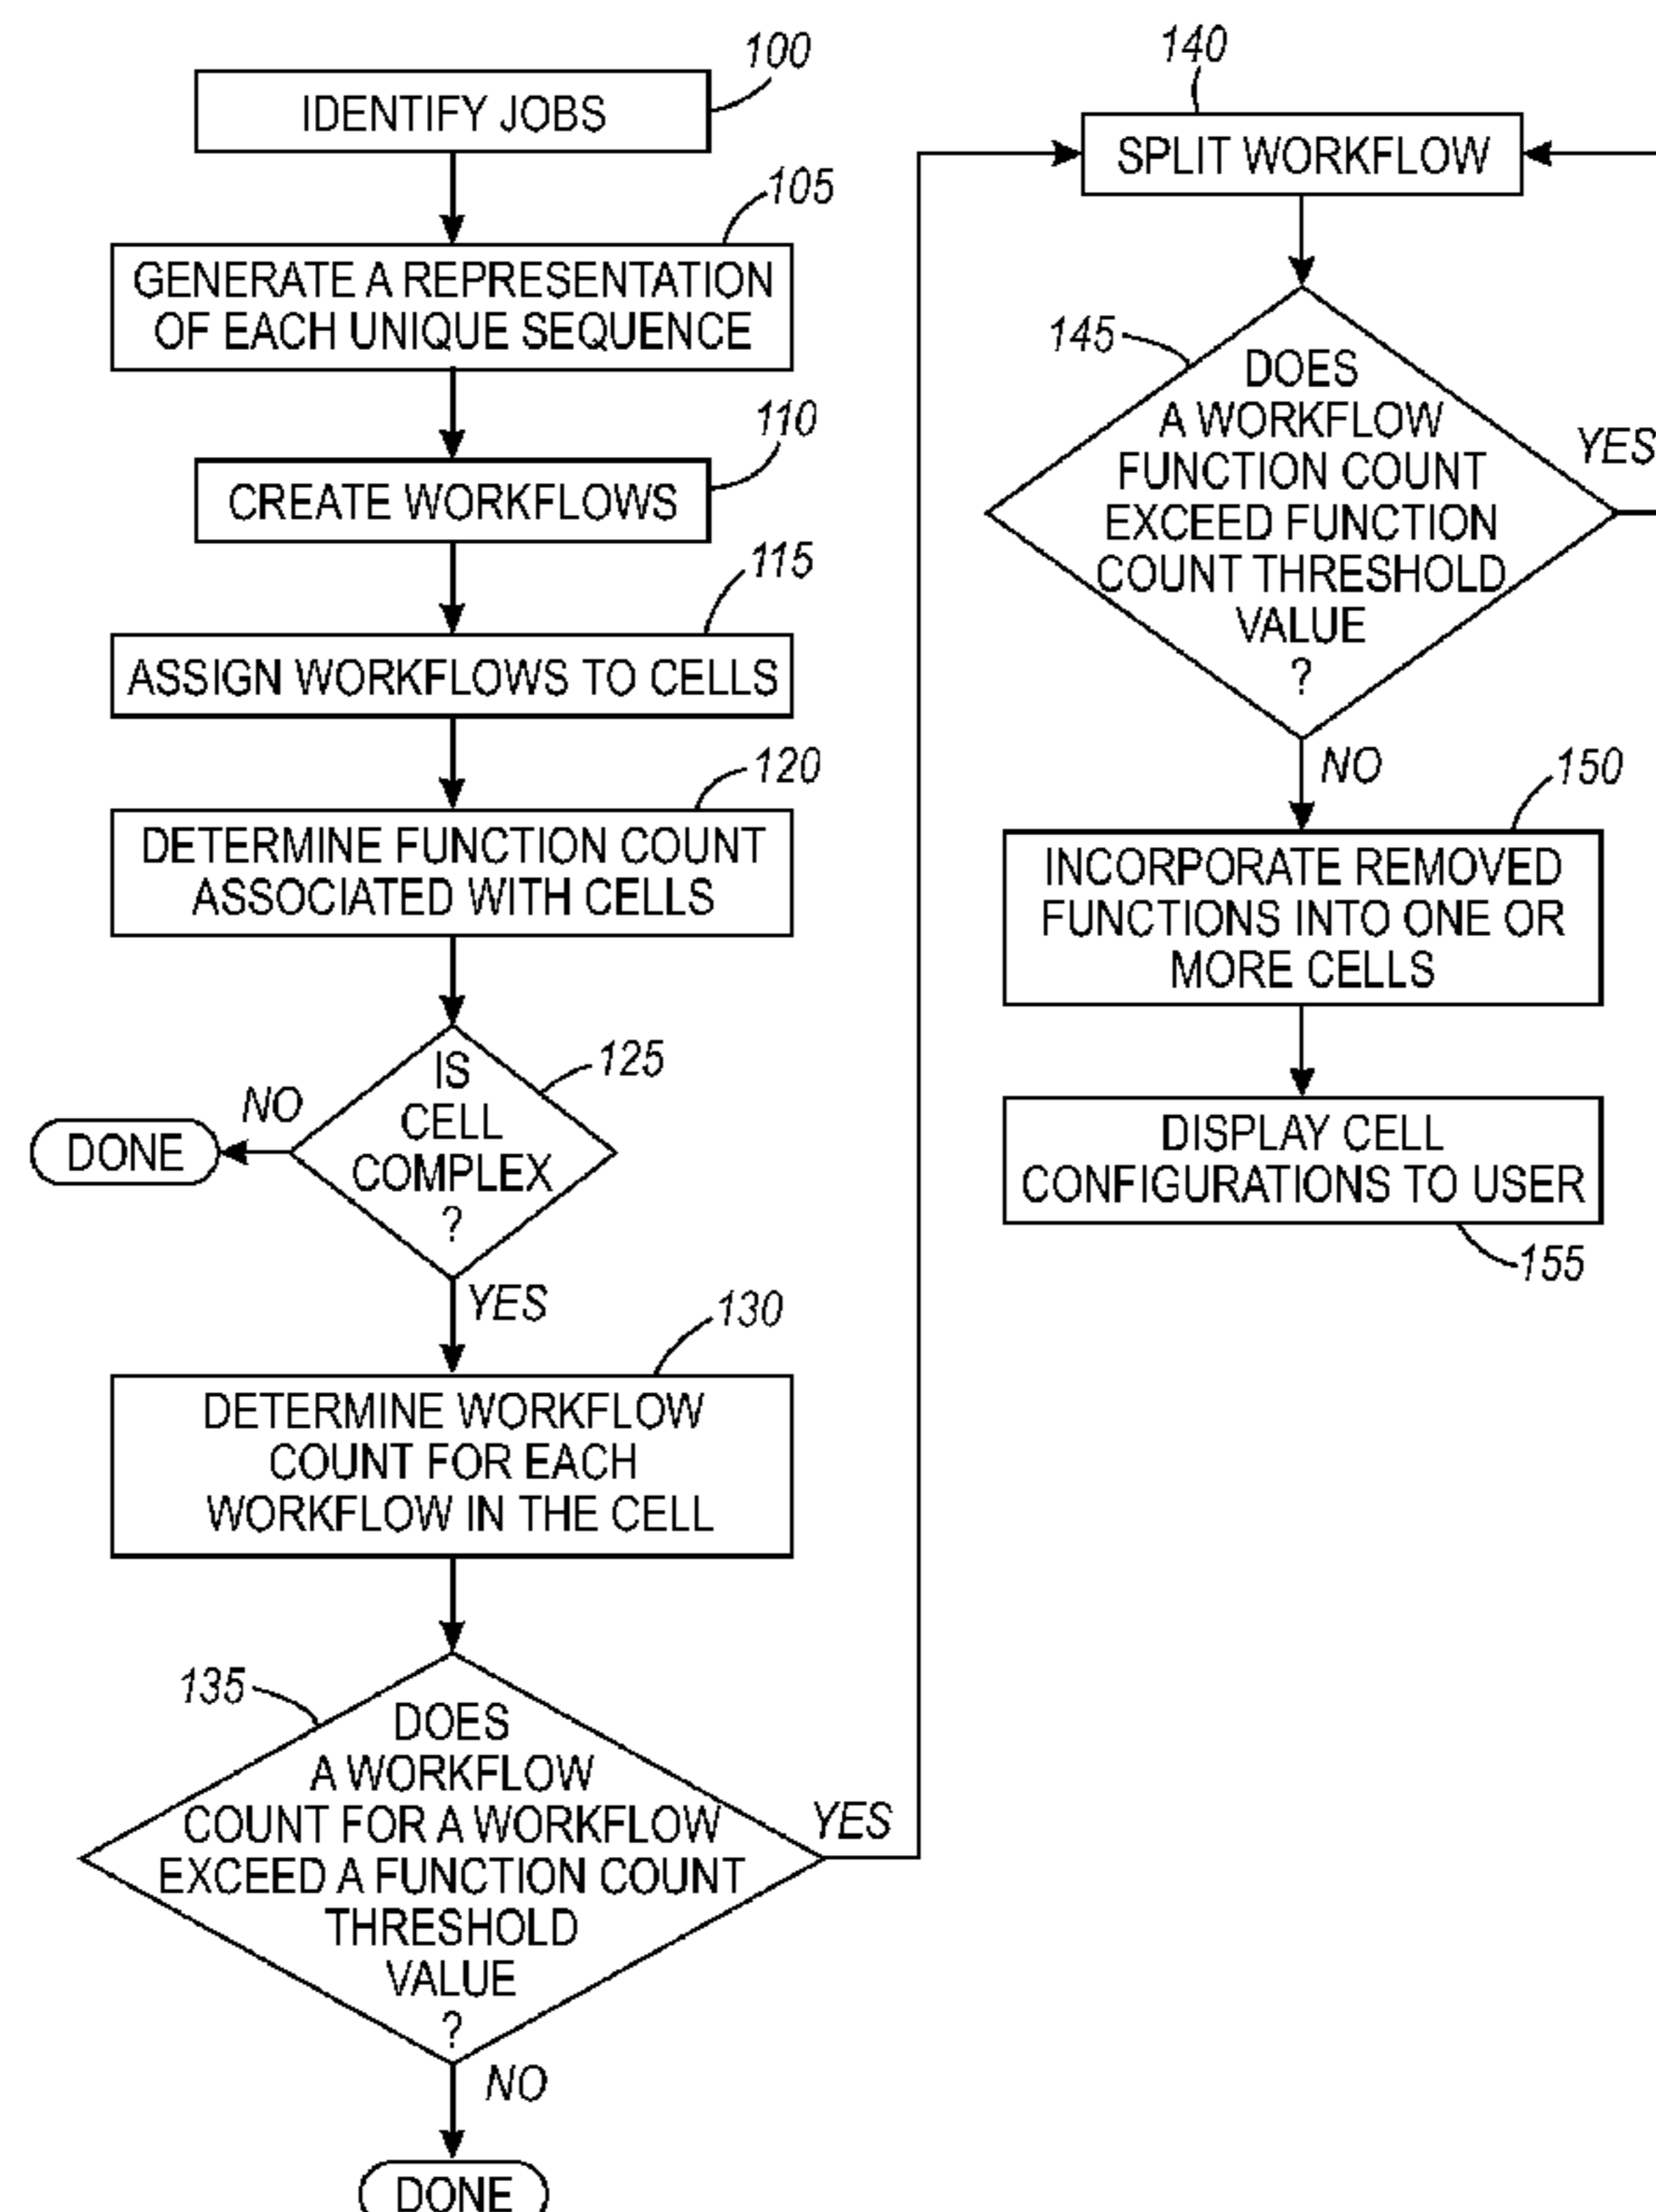 100
IDENTIFY JOBS
105
GENERATE A REPRESENTATION
OF EACH UNIQUE SEQUENCE
110
CREATE WORKFLOWS
115
ASSIGN WORKFLOWS TO CELLS
120
DETERMINE FUNCTION COUNT
ASSOCIATED WITH CELLS
125
IS
CELL
COMPLEX
?
NO
DONE
YES
130
DETERMINE WORKFLOW
COUNT FOR EACH
WORKFLOW IN THE CELL
135
DOES
A WORKFLOW
COUNT FOR A WORKFLOW
EXCEED A FUNCTION COUNT
THRESHOLD
VALUE
?
YES
NO
DONE
140
SPLIT WORKFLOW
145
DOES
A WORKFLOW
FUNCTION COUNT
EXCEED FUNCTION
COUNT THRESHOLD
VALUE
?
YES
NO
150
INCORPORATE REMOVED
FUNCTIONS INTO ONE OR
MORE CELLS
DISPLAY CELL
CONFIGURATIONS TO USER
155